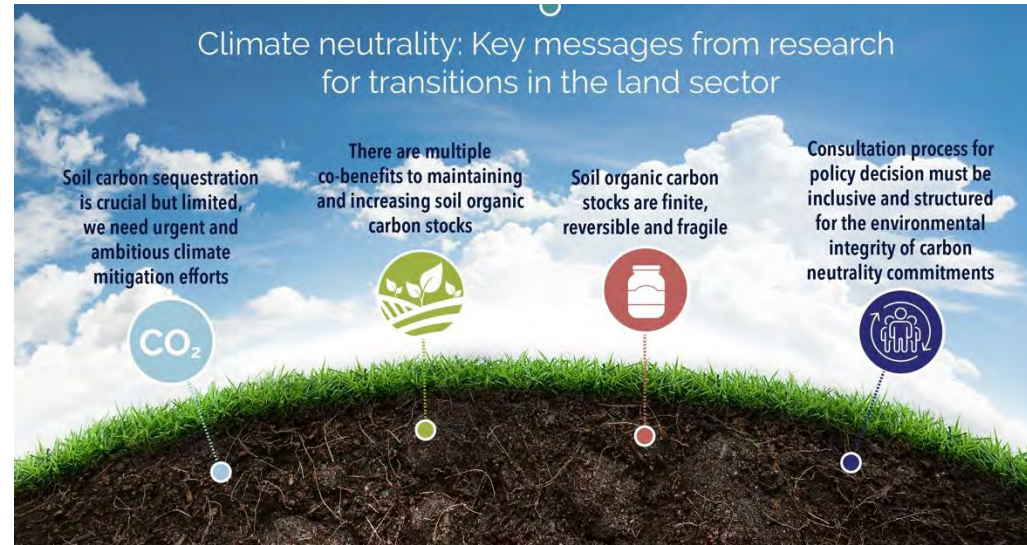 Climate neutrality: Key messages from research
for transitions in the land sector
Soil carbon sequestration
is crucial but limited,
we need urgent and
ambitious climate
mitigation efforts
There are multiple
co-benefits to maintaining
and increasing soil organic
carbon stocks
Soil organic carbon
stocks are finite,
reversible and fragile
Consultation process for
policy decision must be
inclusive and structured
for the environmental
integrity of carbon
neutrality commitments
CO₂